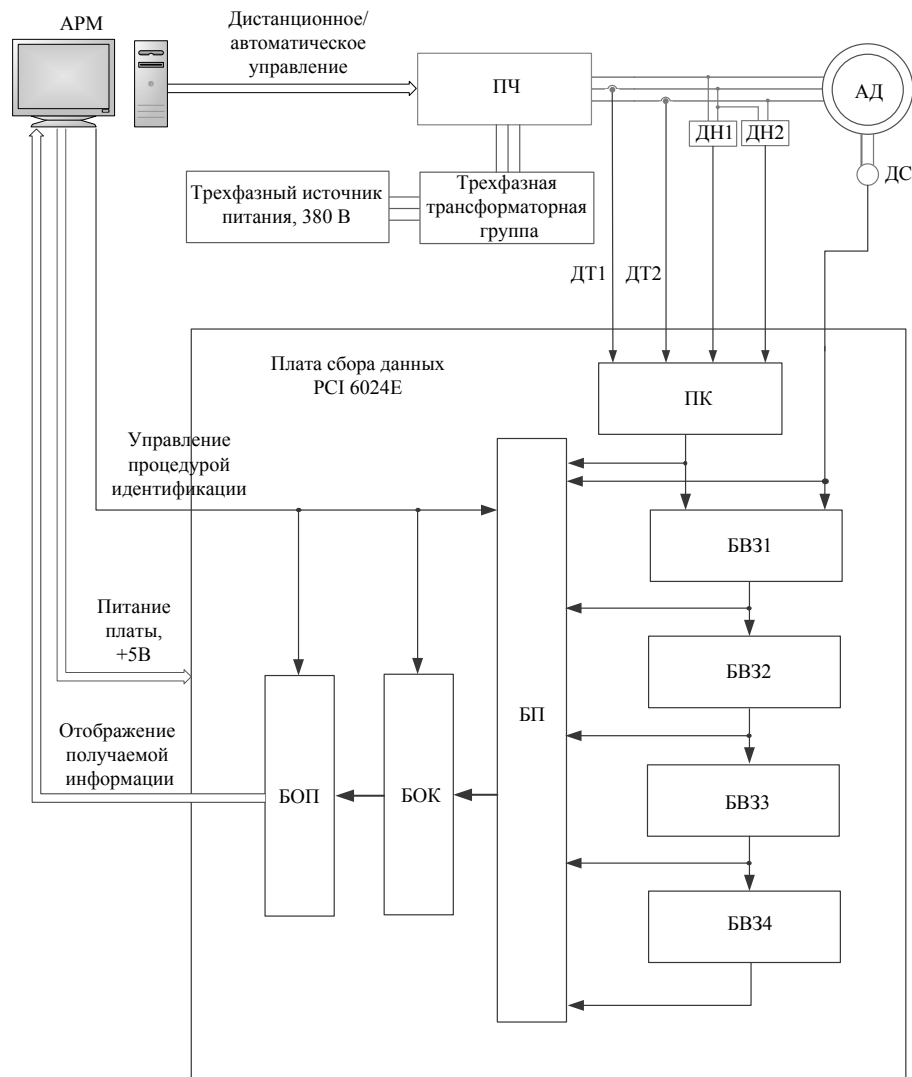 АРМ
Дистанционное/
автоматическое
управление
ПЧ
АД
ДН1
ДН2
ДС
Трехфазный источник
питания, 380 В
Трехфазная
трансформаторная
группа
ДТ1
ДТ2
Плата сбора данных
PCI 6024E
ПК
Управление
процедурой
идентификации
БВЗ1
Питание
платы,
+5В
БВЗ2
БП
Отображение
получаемой
информации
БОП
БОК
БВЗ3
БВЗ4